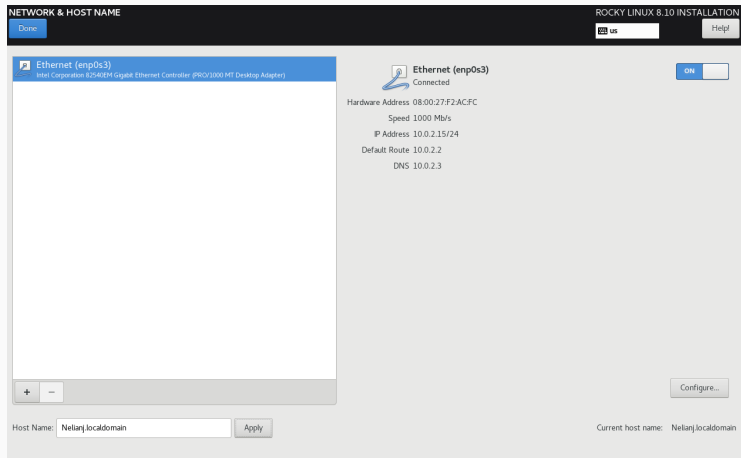 NETWORK & HOST NAME
ROCKY LINUX 8.10 INSTALLATION
Done
us
Help!
Ethernet (enp0s3)
Intel Corporation 82540EM Gigabit Ethernet Controller (PRO/1000 MT Desktop Adapter)
Ethernet (enp0s3)
Connected
ON
Hardware Address 08:00:27:F2:AC:FC
Speed 1000 Mb/s
IP Address 10.0.2.15/24
Default Route 10.0.2.2
DNS 10.0.2.3
+ −
Configure...
Host Name: Nelianj.localdomain Apply
Current host name: Nelianj.localdomain